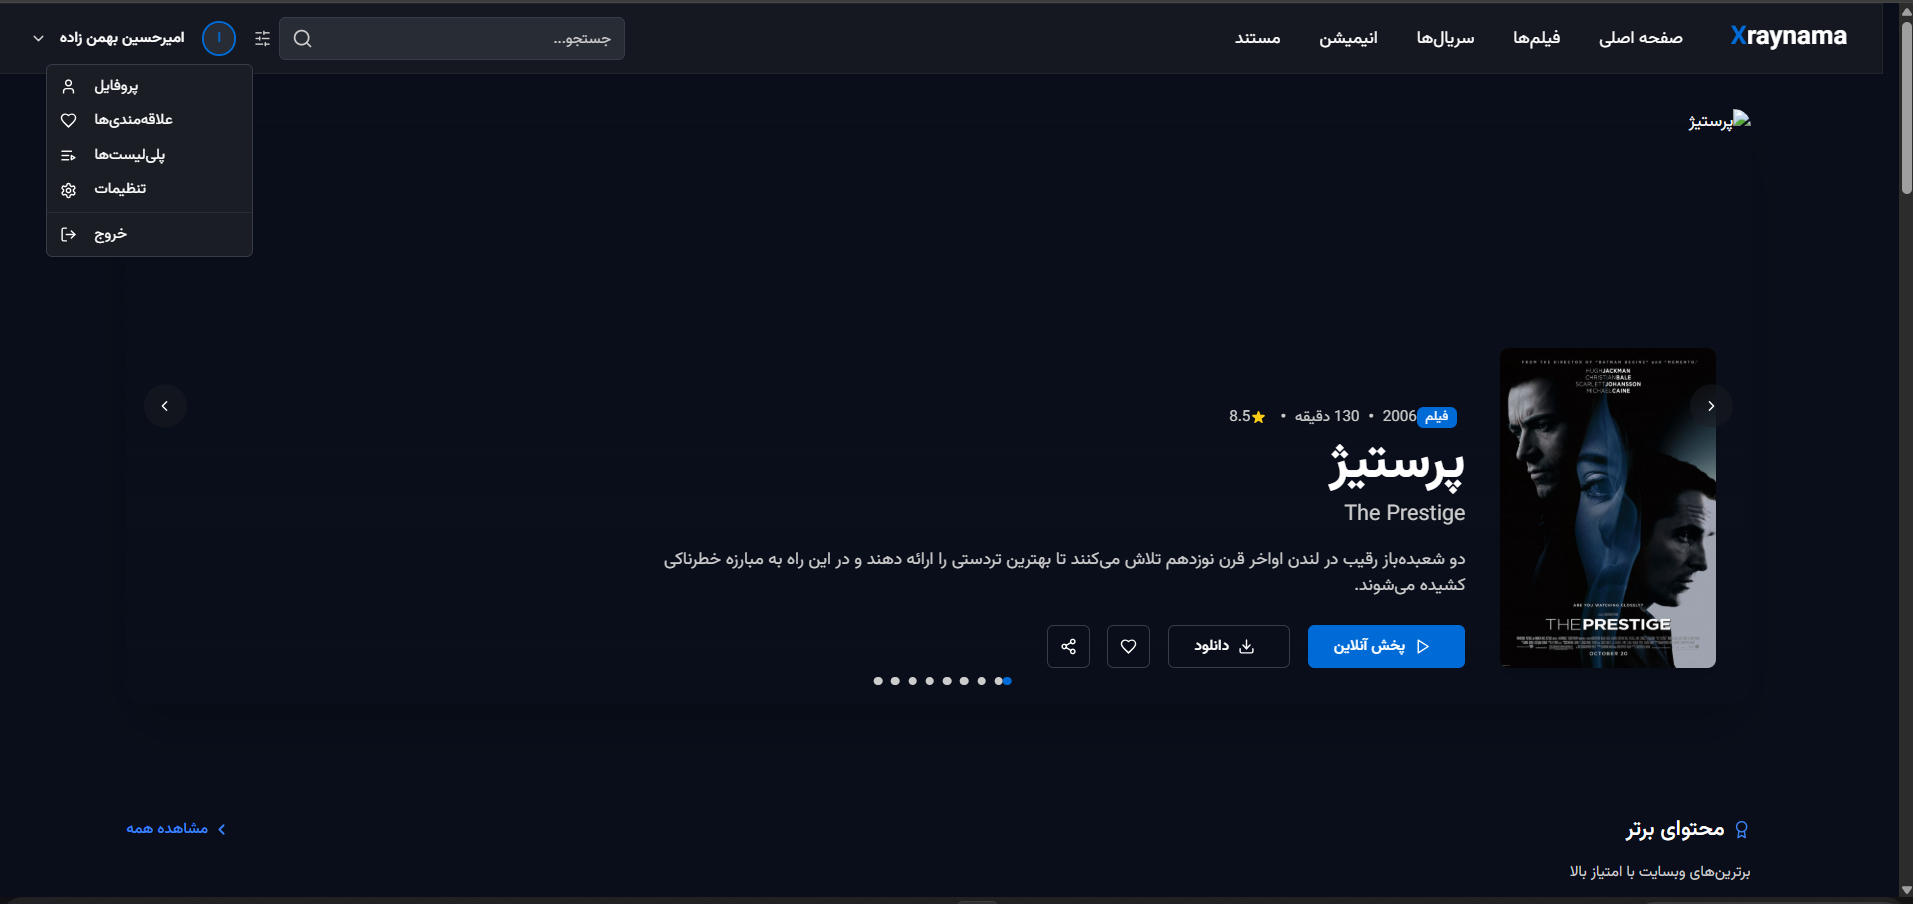 Xraynama
صفحه اصلی
فیلم‌ها
سریال‌ها
انیمیشن
مستند
جستجو...
ا
امیرحسین بهمن زاده
پروفایل
علاقه‌مندی‌ها
پلی‌لیست‌ها
تنظیمات
خروج
پرستیژ
FROM THE DIRECTOR OF "BATMAN BEGINS" AND "MEMENTO"
HUGH JACKMAN
CHRISTIAN BALE
SCARLETT JOHANSSON
MICHAEL CAINE
ARE YOU WATCHING CLOSELY?
THE PRESTIGE
OCTOBER 20
فیلم 2006 • 130 دقیقه • 8.5
پرستیژ
The Prestige
دو شعبده‌باز رقیب در لندن اواخر قرن نوزدهم تلاش می‌کنند تا بهترین تردستی را ارائه دهند و در این راه به مبارزه خطرناکی
کشیده می‌شوند.
پخش آنلاین
دانلود
محتوای برتر
مشاهده همه
برترین‌های وبسایت با امتیاز بالا